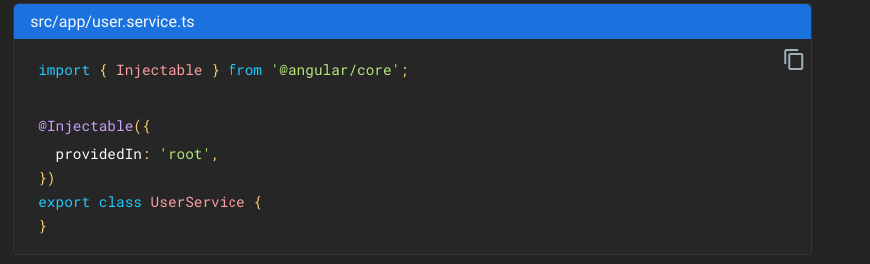 src/app/user.service.ts
import { Injectable } from '@angular/core';
@Injectable({
  providedIn: 'root',
})
export class UserService {
}